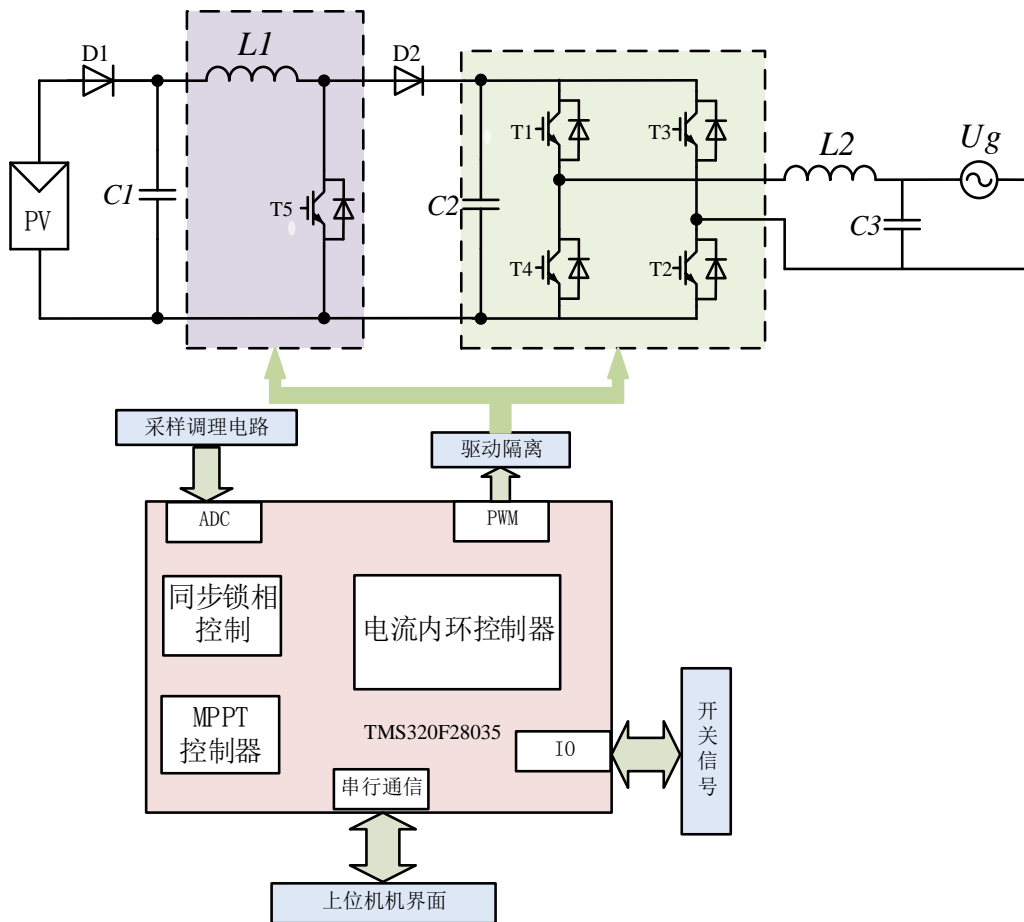 D1
L1
D2
T1
T3
L2
Ug
PV
C1
T5
C2
T4
T2
C3
采样调理电路
驱动隔离
ADC
PWM
同步锁相
控制
电流内环控制器
MPPT
控制器
TMS320F28035
IO
开
关
信
号
串行通信
上位机机界面